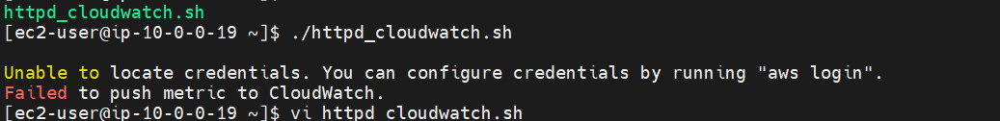 httpd_cloudwatch.sh
[ec2-user@ip-10-0-0-19 ~]$ ./httpd_cloudwatch.sh
Unable to locate credentials. You can configure credentials by running "aws login".
Failed to push metric to CloudWatch.
[ec2-user@ip-10-0-0-19 ~]$ vi httpd_cloudwatch.sh